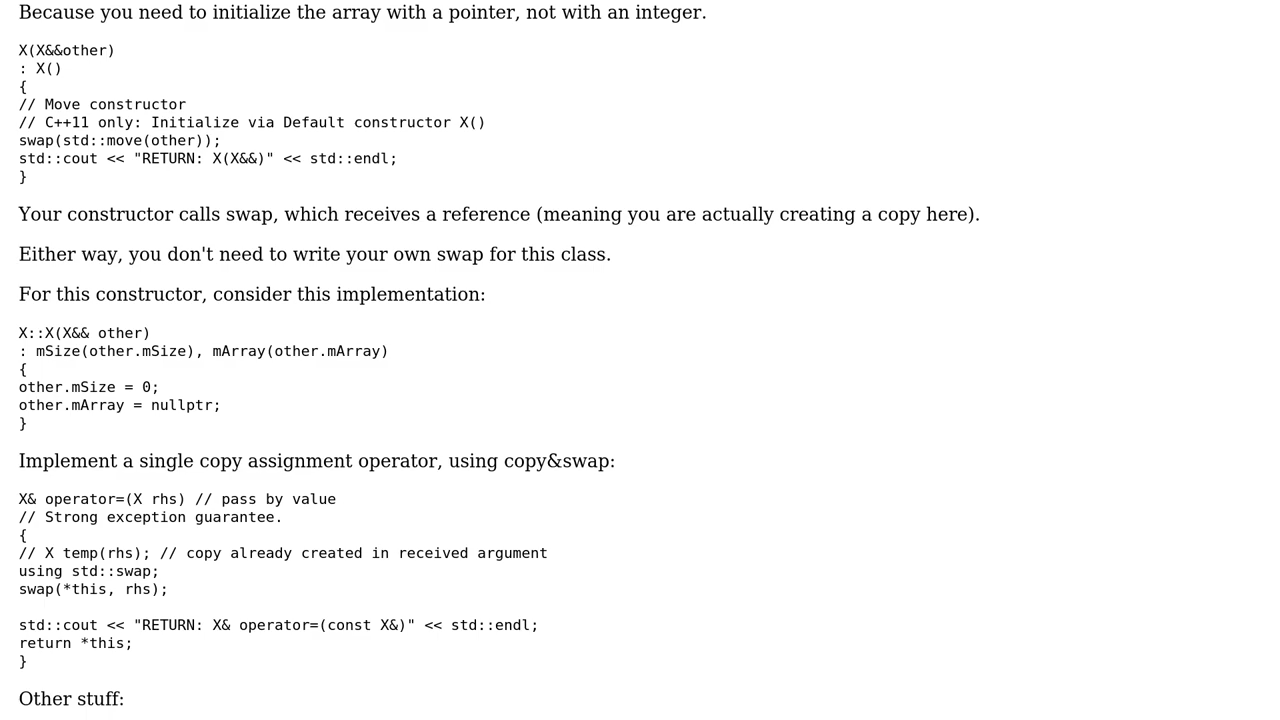 Because you need to initialize the array with a pointer, not with an integer.
X(X&&other)
: X()
{
// Move constructor
// C++11 only: Initialize via Default constructor X()
swap(std::move(other));
std::cout << "RETURN: X(X&&)" << std::endl;
}
Your constructor calls swap, which receives a reference (meaning you are actually creating a copy here).
Either way, you don't need to write your own swap for this class.
For this constructor, consider this implementation:
X::X(X&& other)
: mSize(other.mSize), mArray(other.mArray)
{
other.mSize = 0;
other.mArray = nullptr;
}
Implement a single copy assignment operator, using copy&swap:
X& operator=(X rhs) // pass by value
// Strong exception guarantee.
{
// X temp(rhs); // copy already created in received argument
using std::swap;
swap(*this, rhs);
std::cout << "RETURN: X& operator=(const X&)" << std::endl;
return *this;
}
Other stuff: